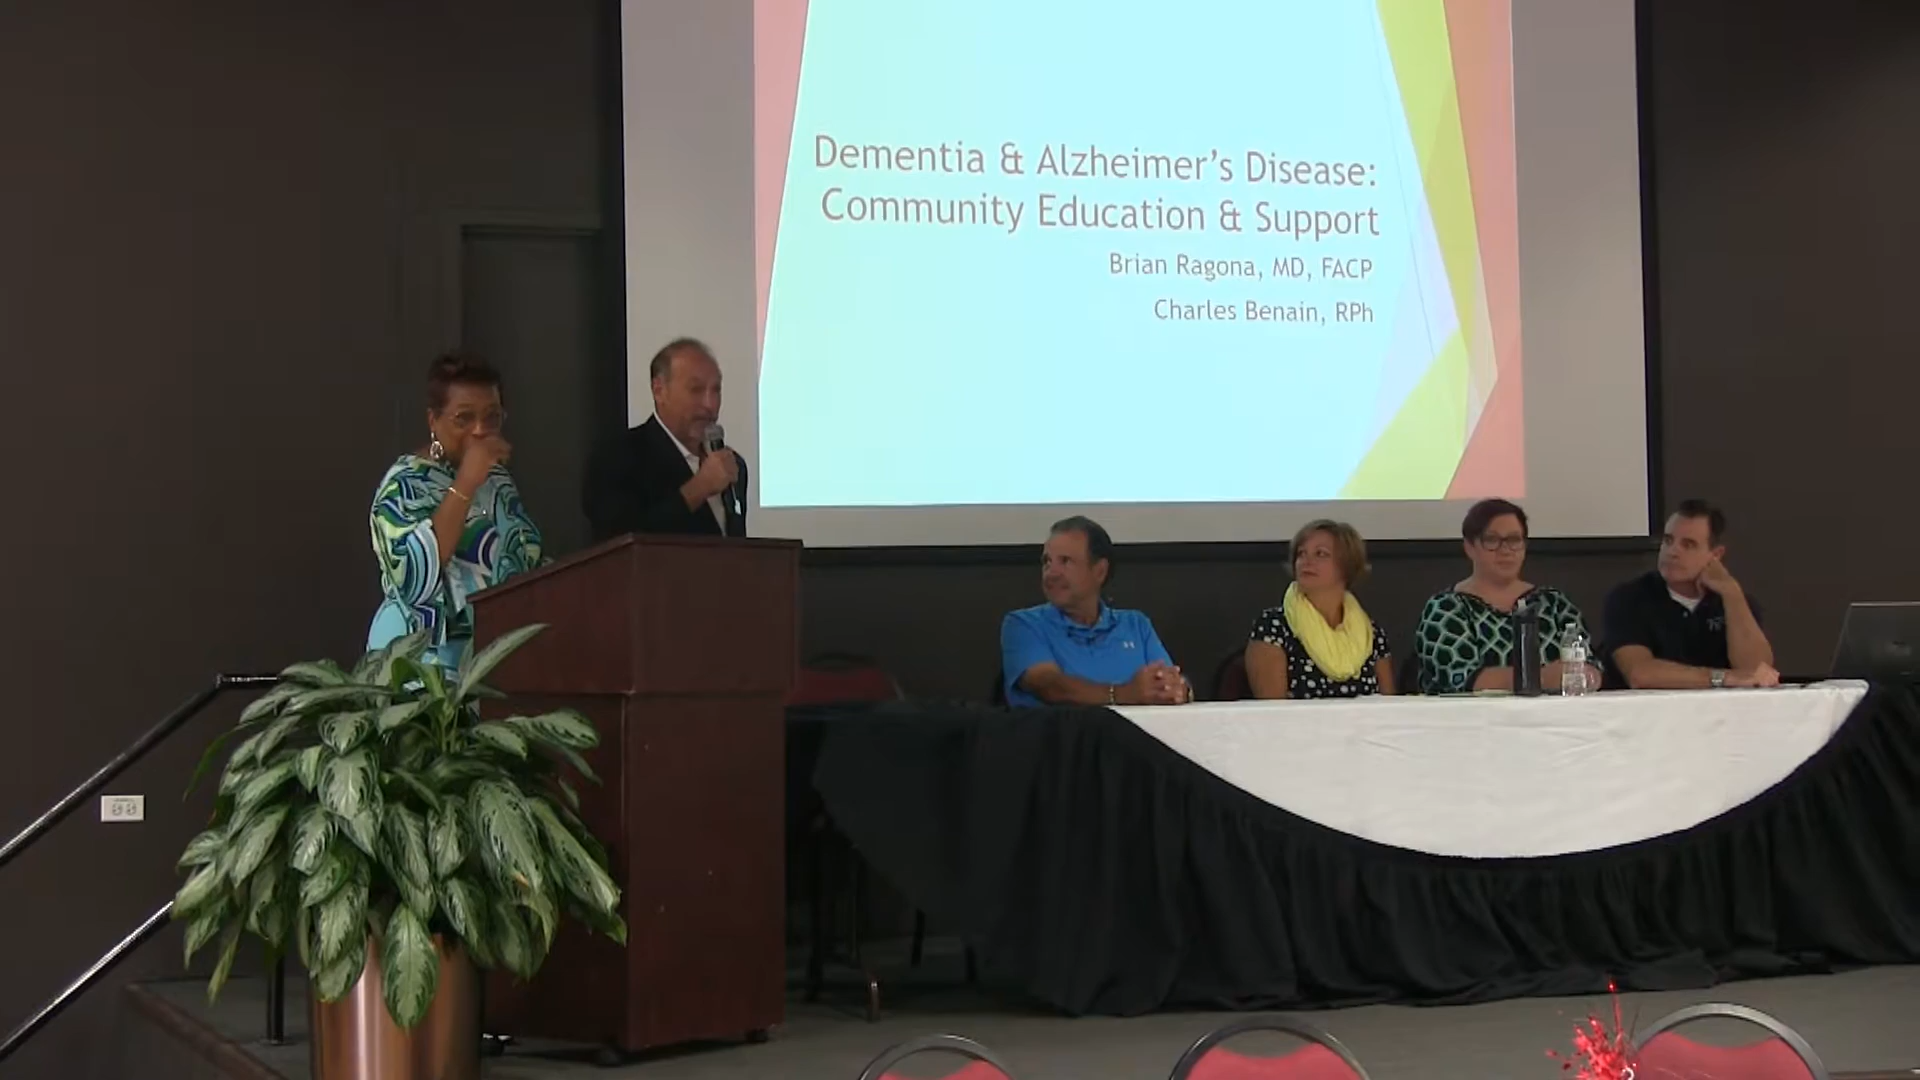 Dementia & Alzheimer’s Disease:
Community Education & Support
Brian Ragona, MD, FACP
Charles Benain, RPh